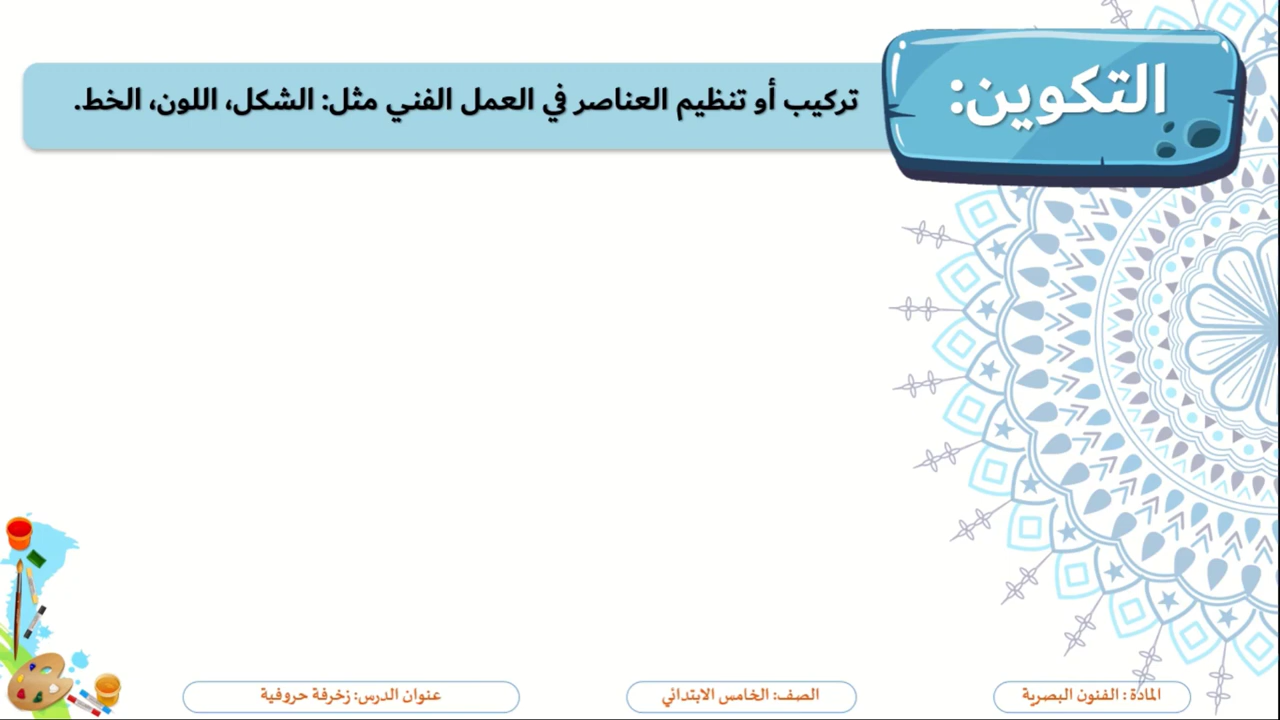 التكوين:
تركيب أو تنظيم العناصر في العمل الفني مثل: الشكل، اللون، الخط.
المادة : الفنون البصرية
الصف: الخامس الابتدائي
عنوان الدرس: زخرفة حروفية